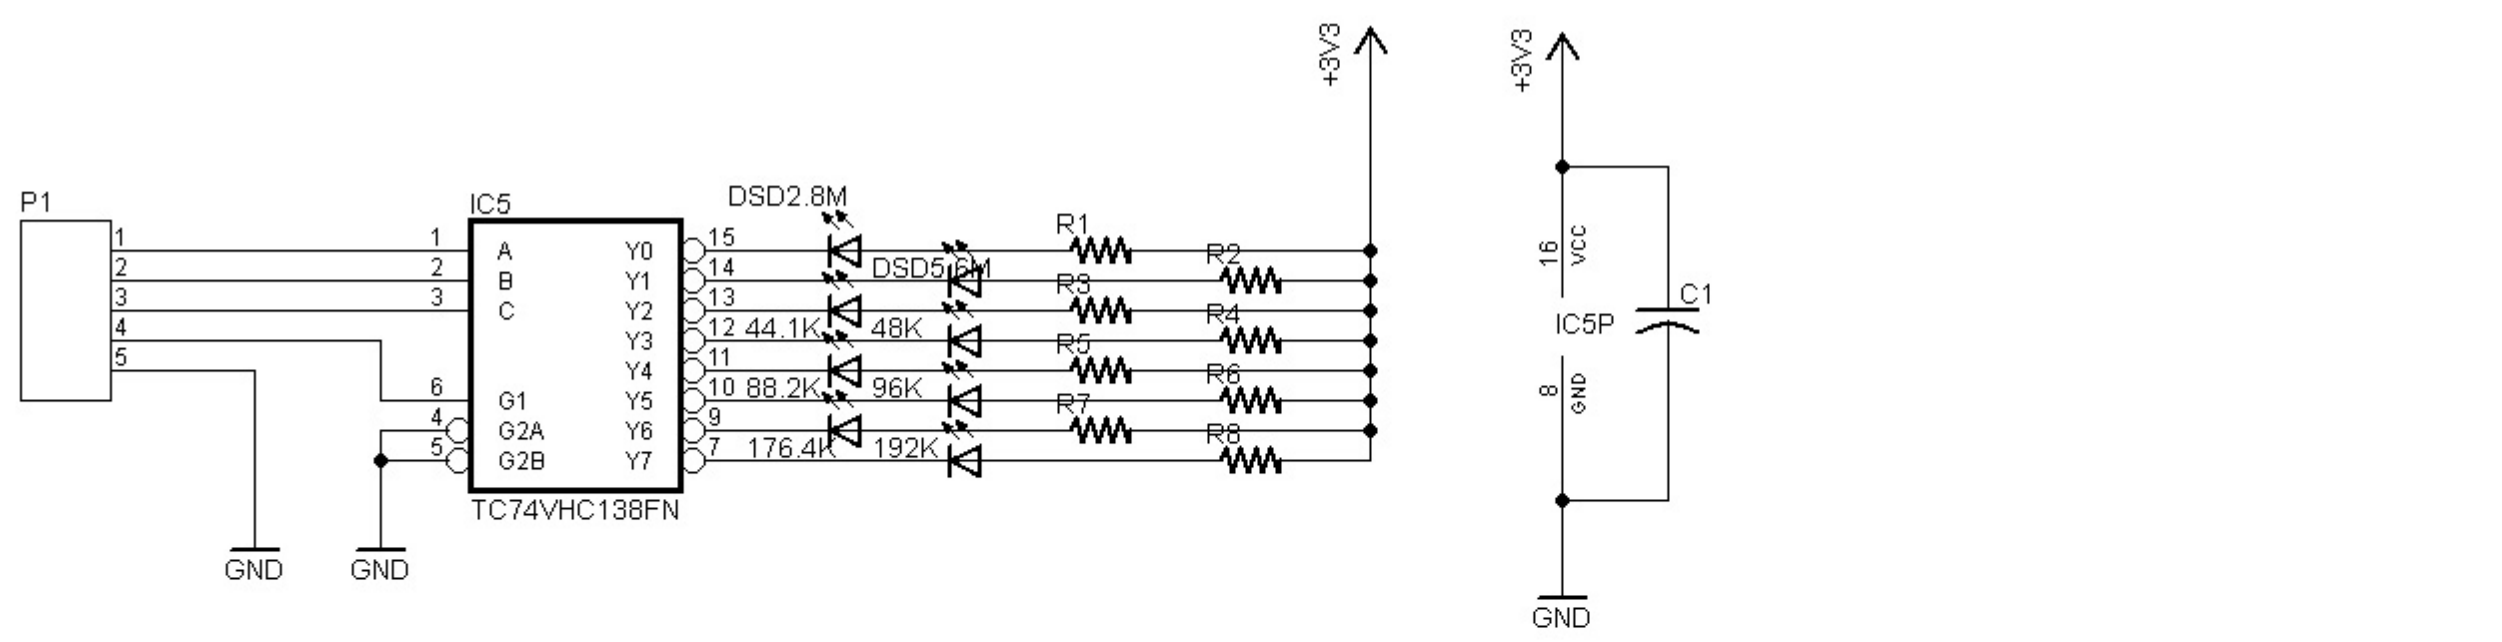 +3V3
+3V3
P1
IC5
DSD2.8M
R1
1 1 A Y0 15
R2
2 2 B Y1 14 DSD5.6M
R3
3 3 C Y2 13
R4
4 Y3 12 44.1K 48K
R5
5 Y4 11
R6
6 G1 Y5 10 88.2K 96K
R7
4 G2A Y6 9
R8
5 G2B Y7 7 176.4K 192K
TC74VHC138FN
GND
GND
16 VCC
IC5P
C1
8 GND
GND